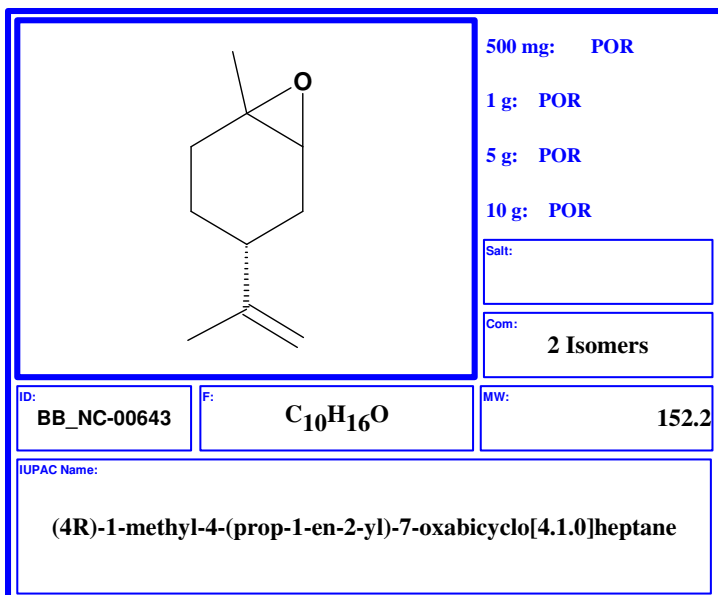 O
500 mg: POR
1 g: POR
5 g: POR
10 g: POR
Salt:
Com:
2 Isomers
ID:
BB_NC-00643
F:
C10H16O
MW:
152.2
IUPAC Name:
(4R)-1-methyl-4-(prop-1-en-2-yl)-7-oxabicyclo[4.1.0]heptane